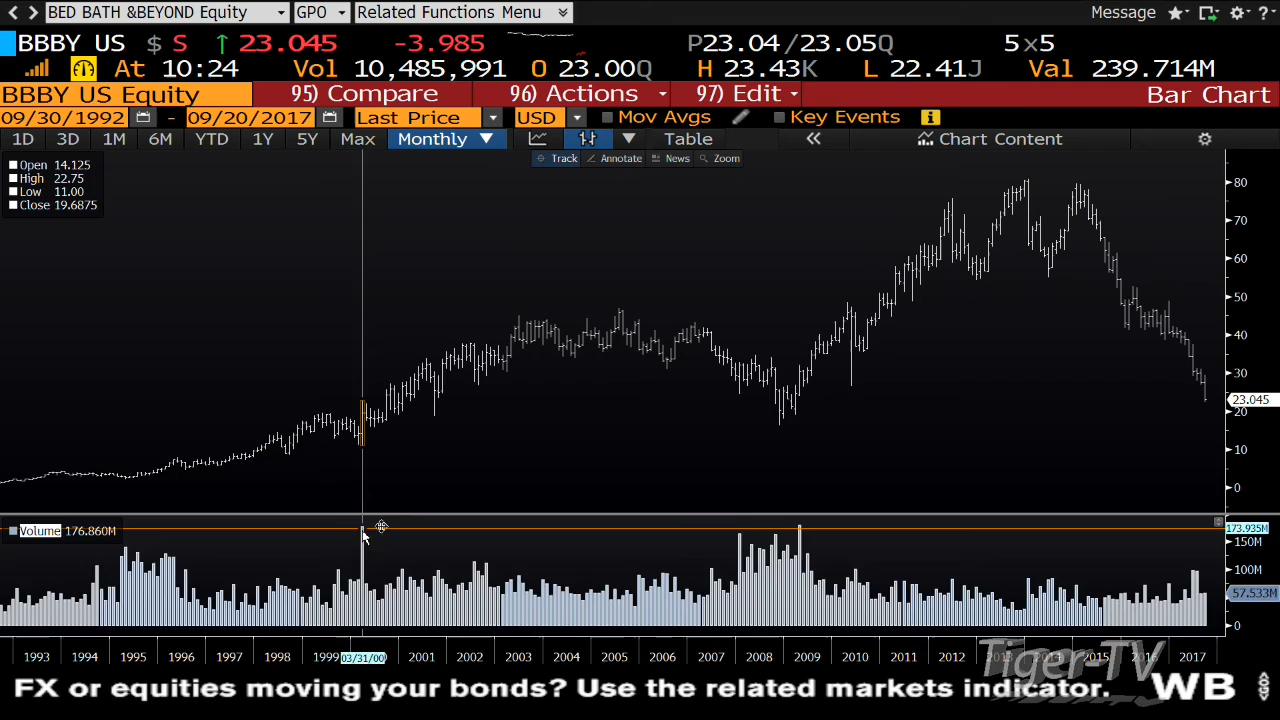 BED BATH &BEYOND Equity GPO Related Functions Menu Message ?
BBBY US $ S ↑ 23.045 -3.985 P23.04/23.05Q 5×5
At 10:24 Vol 10,485,991 O 23.00Q H 23.43K L 22.41J Val 239.714M
BBBY US Equity 95) Compare 96) Actions 97) Edit Bar Chart
09/30/1992 - 09/20/2017 Last Price USD Mov Avgs Key Events
1D 3D 1M 6M YTD 1Y 5Y Max Monthly Table « Chart Content
Track Annotate News Zoom
Open 14.125
High 22.75
Low 11.00
Close 19.6875
80
70
60
50
40
30
23.045
20
10
0
Volume 176.860M
173.935M
150M
100M
57.533M
0
1993 1994 1995 1996 1997 1998 1999 03/31/00 2001 2002 2003 2004 2005 2006 2007 2008 2009 2010 2011 2012 2013 2014 2015 2016 2017
Tiger-TV
FX or equities moving your bonds? Use the related markets indicator. WB